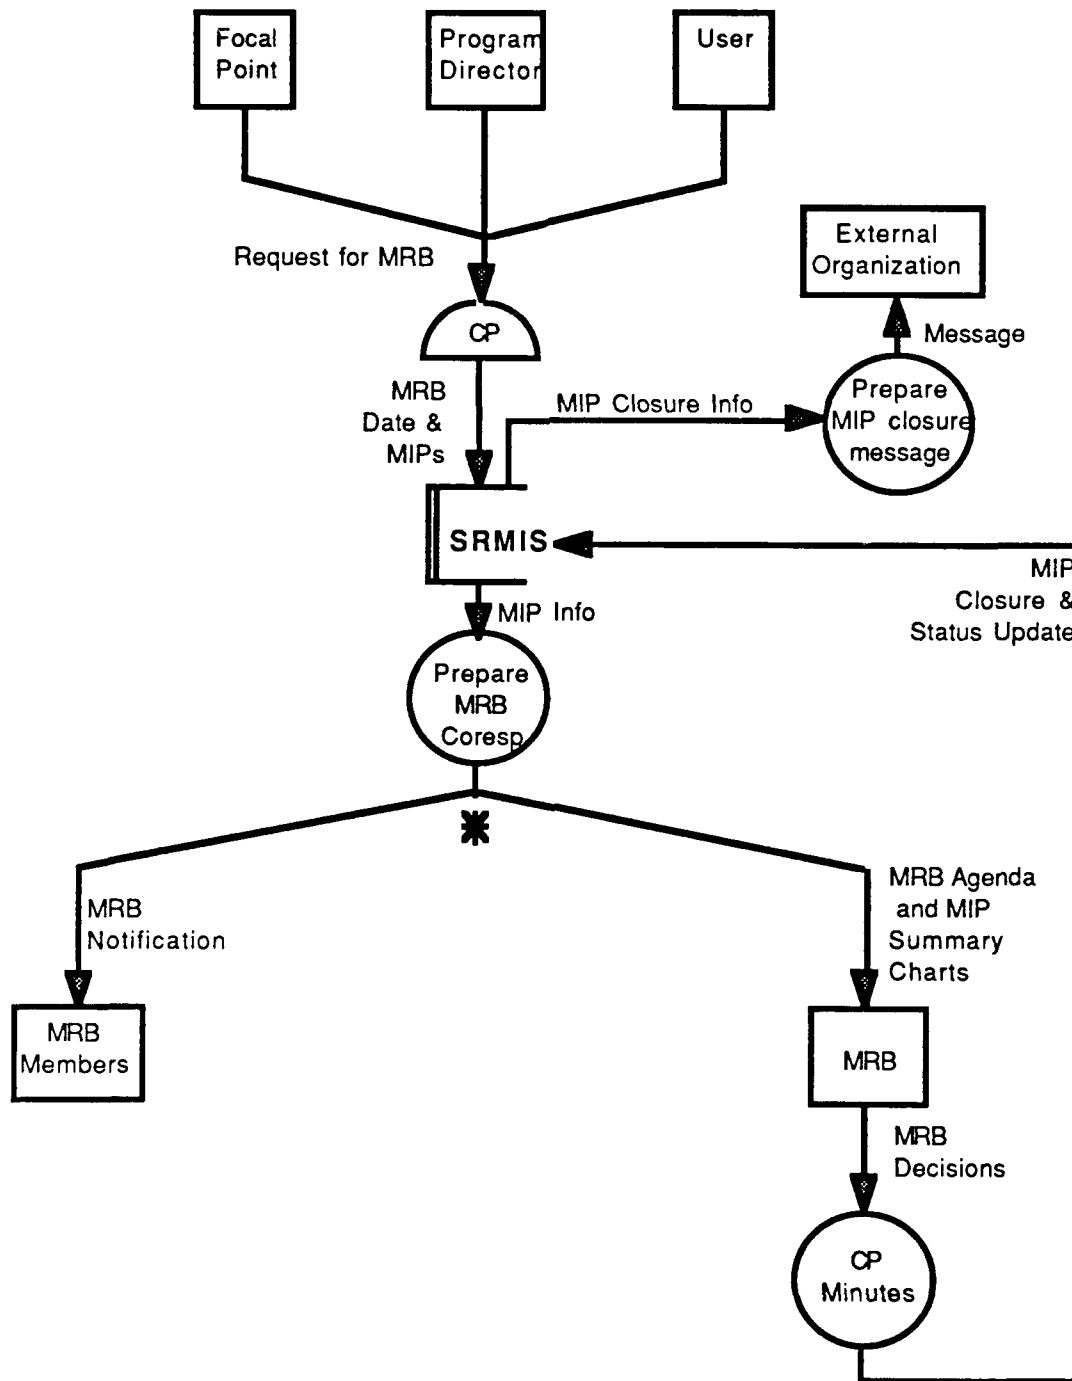 Focal
Point
Program
Director
User
Request for MRB
External
Organization
CP
Message
MRB
Date &
MIPs
MIP Closure Info
Prepare
MIP closure
message
SRMIS
MIP
Closure &
Status Update
MIP Info
Prepare
MRB
Coresp
MRB
Notification
MRB Agenda
and MIP
Summary
Charts
MRB
Members
MRB
MRB
Decisions
CP
Minutes